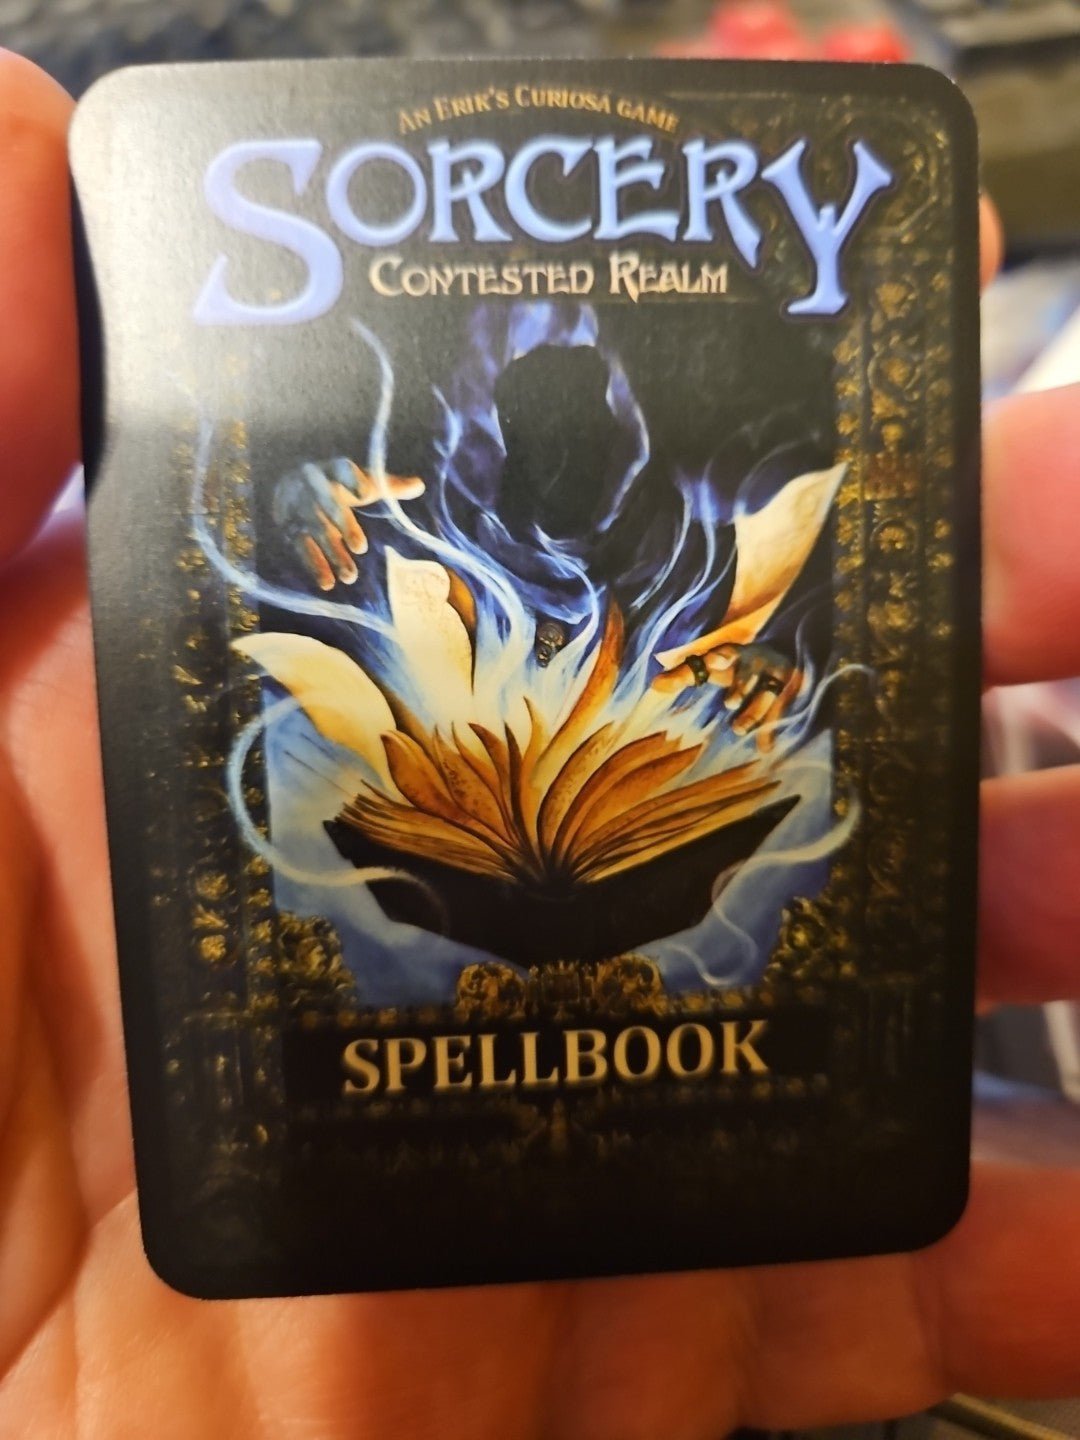 An Erik's Curiosa game
Sorcery
Contested Realm
SPELLBOOK